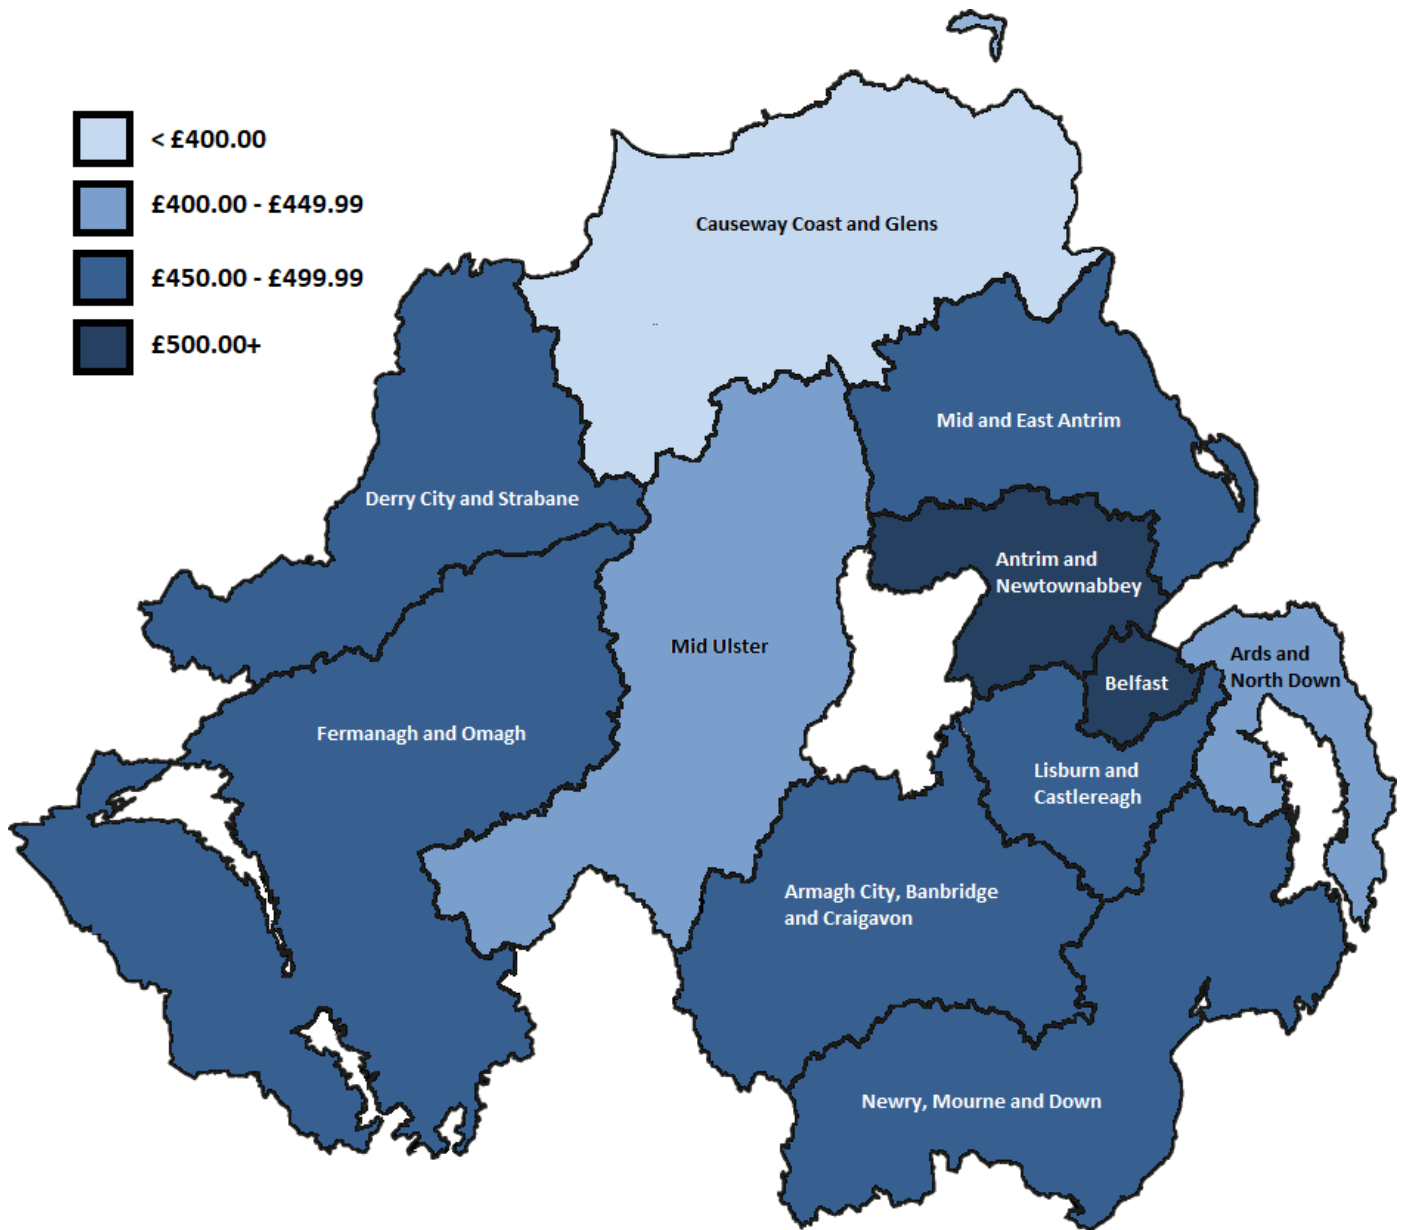 < £400.00
£400.00 - £449.99
£450.00 - £499.99
£500.00+
Causeway Coast and Glens
Mid and East Antrim
Derry City and Strabane
Antrim and
Newtownabbey
Mid Ulster
Ards and
North Down
Belfast
Fermanagh and Omagh
Lisburn and
Castlereagh
Armagh City, Banbridge
and Craigavon
Newry, Mourne and Down